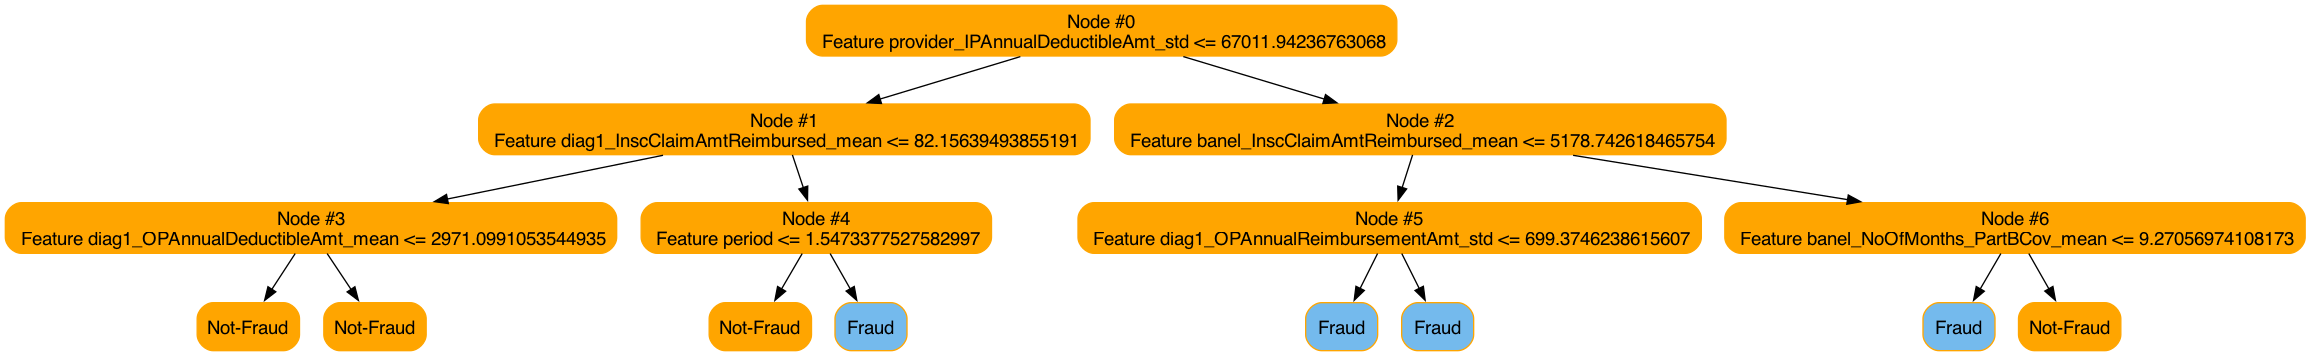 Node #0
Feature provider_IPAnnualDeductibleAmt_std <= 67011.94236763068
Node #1
Feature diag1_InscClaimAmtReimbursed_mean <= 82.15639493855191
Node #2
Feature banel_InscClaimAmtReimbursed_mean <= 5178.742618465754
Node #3
Feature diag1_OPAnnualDeductibleAmt_mean <= 2971.0991053544935
Node #4
Feature period <= 1.5473377527582997
Node #5
Feature diag1_OPAnnualReimbursementAmt_std <= 699.3746238615607
Node #6
Feature banel_NoOfMonths_PartBCov_mean <= 9.27056974108173
Not-Fraud
Not-Fraud
Not-Fraud
Fraud
Fraud
Fraud
Fraud
Not-Fraud